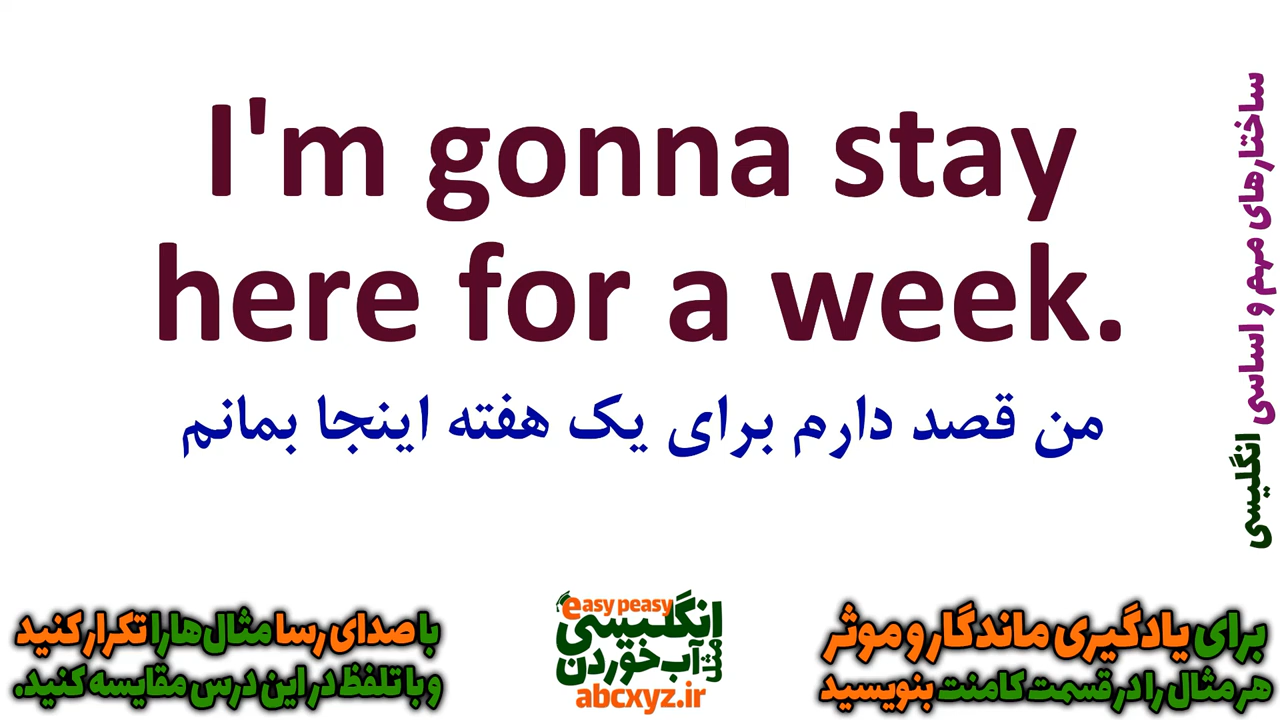 I'm gonna stay
here for a week.
من قصد دارم برای یک هفته اینجا بمانم
ساختارهای مهم و اساسی انگلیسی
برای یادگیری ماندگار و موثر
هر مثال را در قسمت کامنت بنویسید
easy peasy
انگلیسی
مثل
آب خوردن
abcxyz.ir
با صدای رسا مثال‌ها را تکرار کنید
و با تلفظ در این درس مقایسه کنید.